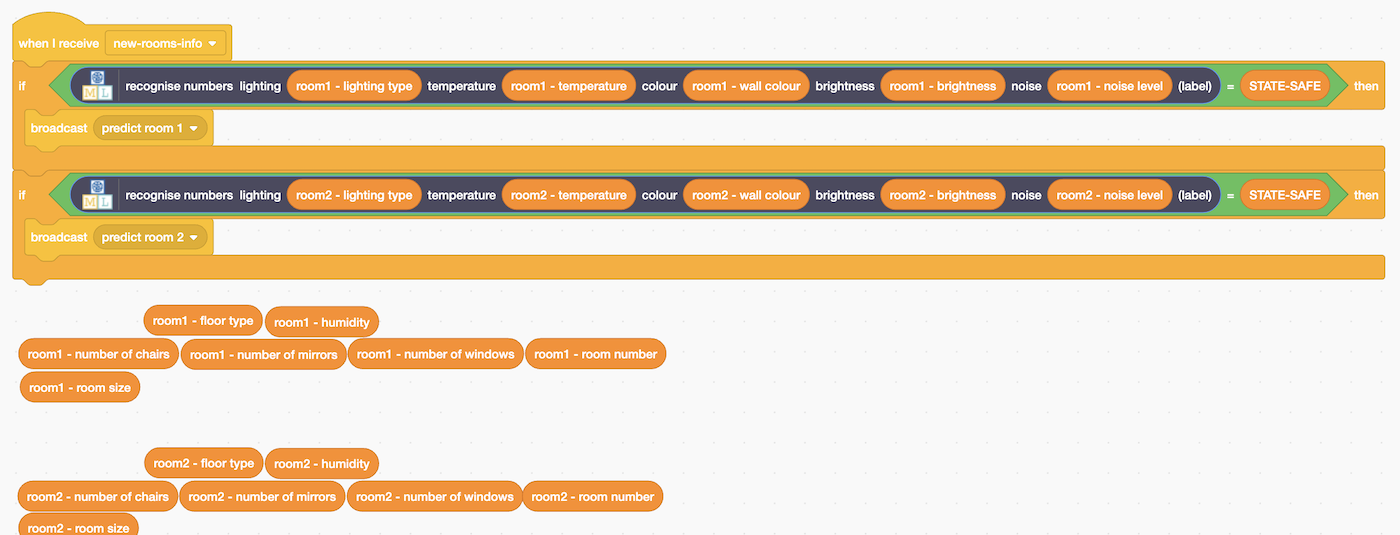 when I receive new-rooms-info
if ML recognise numbers lighting room1 - lighting type temperature room1 - temperature colour room1 - wall colour brightness room1 - brightness noise room1 - noise level (label) = STATE-SAFE then
broadcast predict room 1
if ML recognise numbers lighting room2 - lighting type temperature room2 - temperature colour room2 - wall colour brightness room2 - brightness noise room2 - noise level (label) = STATE-SAFE then
broadcast predict room 2
room1 - floor type room1 - humidity
room1 - number of chairs room1 - number of mirrors room1 - number of windows room1 - room number
room1 - room size
room2 - floor type room2 - humidity
room2 - number of chairs room2 - number of mirrors room2 - number of windows room2 - room number
room2 - room size